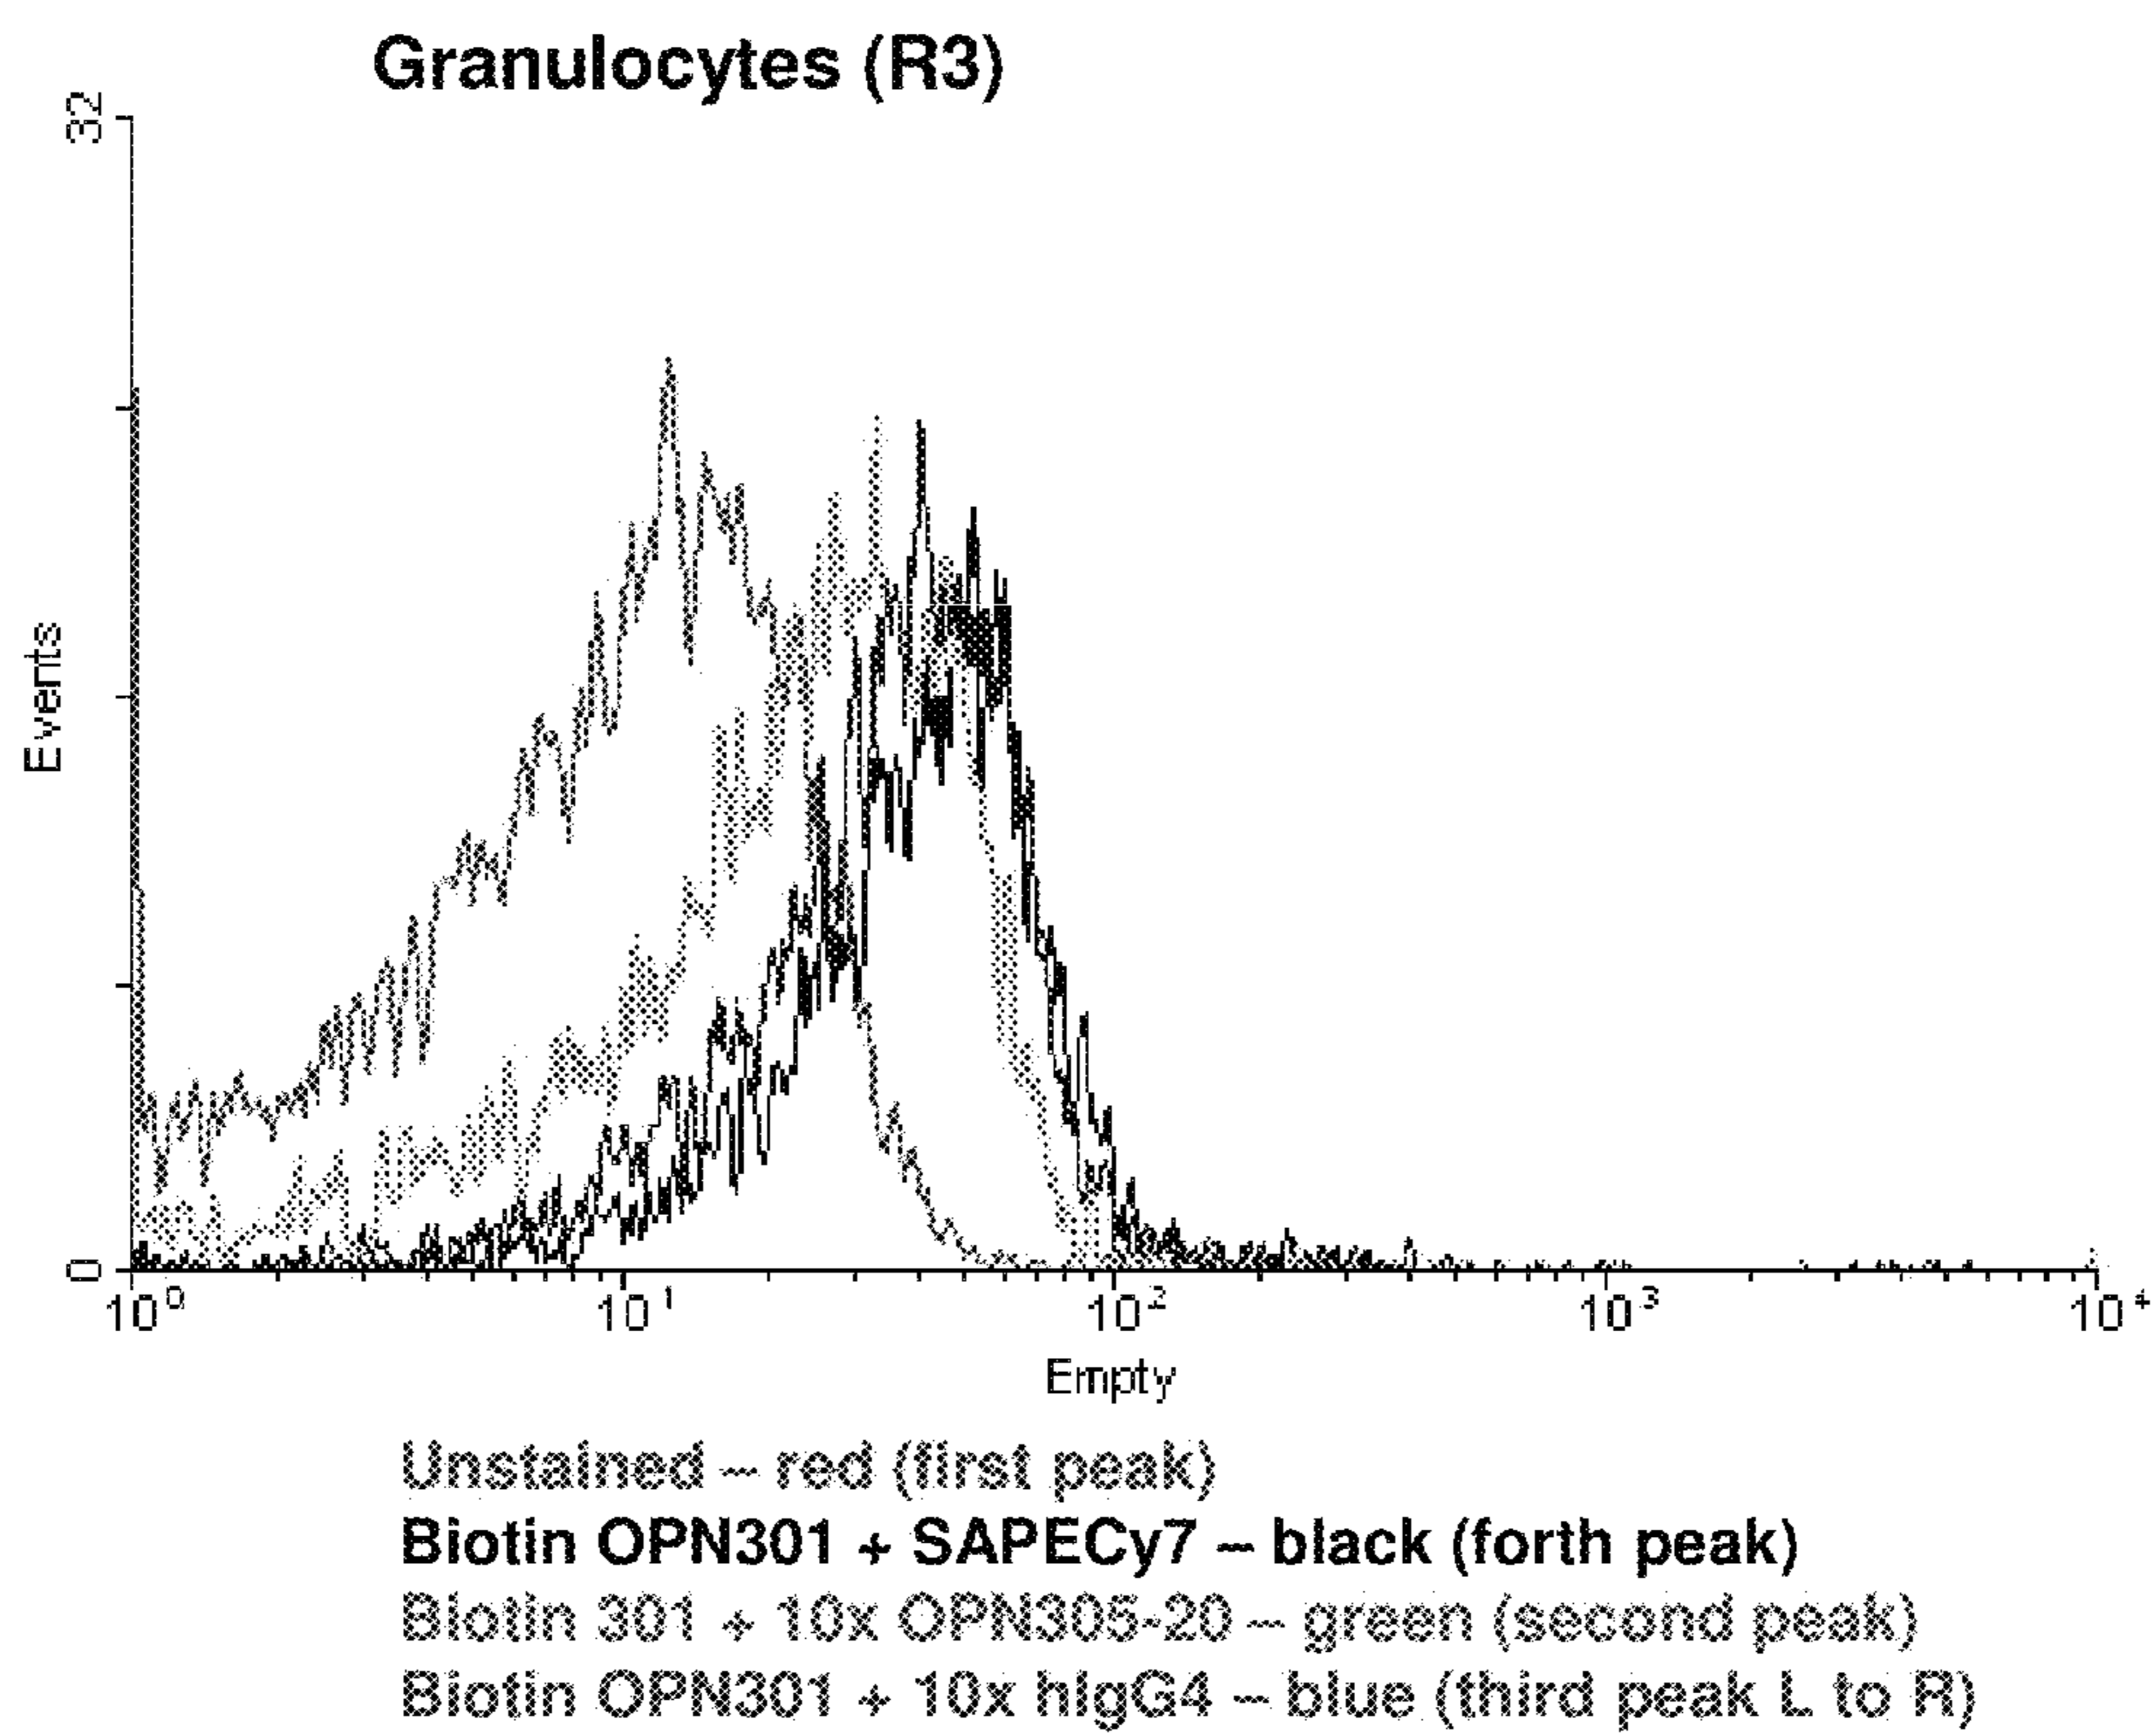 Granulocytes (R3)
32
Events
0
10⁰ 10¹ 10² 10³ 10⁴
Empty
Unstained – red (first peak)
Biotin OPN301 + SAPECy7 – black (forth peak)
Biotin 301 + 10x OPN305-20 – green (second peak)
Biotin OPN301 + 10x hIgG4 – blue (third peak L to R)